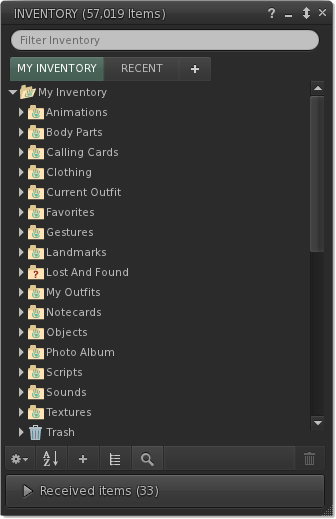 INVENTORY (57,019 Items)
Filter Inventory
MY INVENTORY RECENT
My Inventory
Animations
Body Parts
Calling Cards
Clothing
Current Outfit
Favorites
Gestures
Landmarks
Lost And Found
My Outfits
Notecards
Objects
Photo Album
Scripts
Sounds
Textures
Trash
Received items (33)